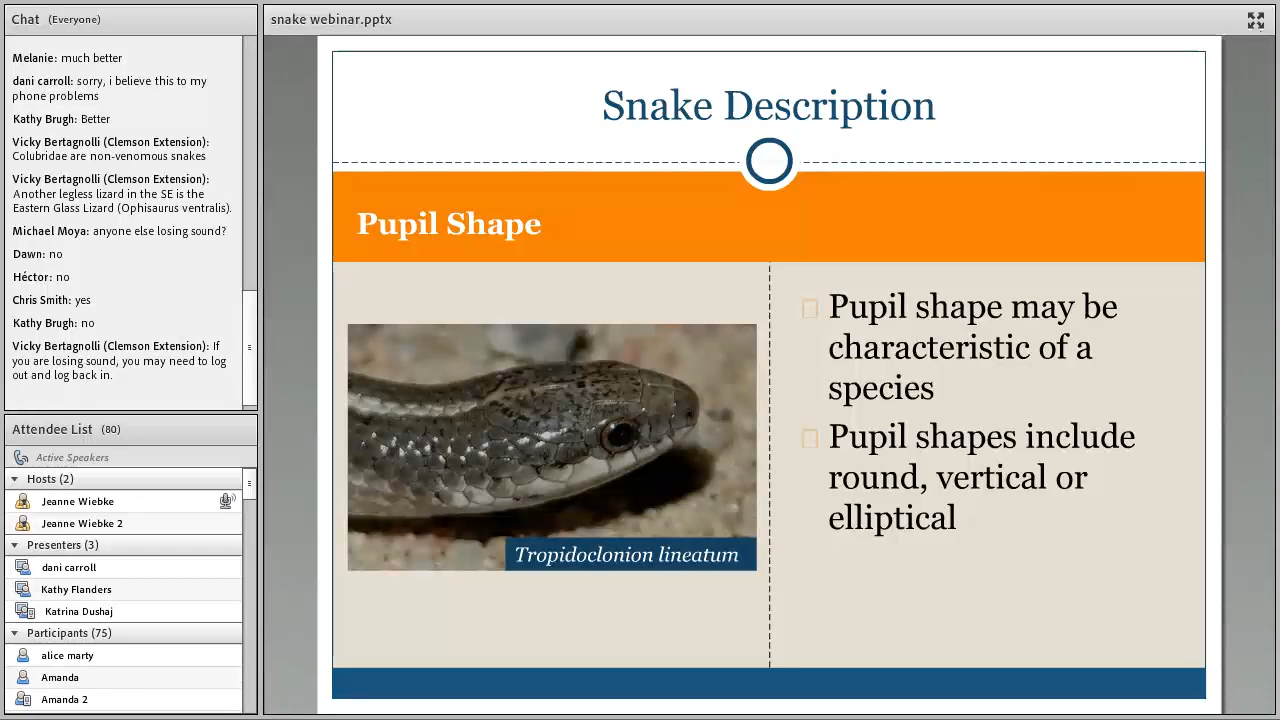 Chat (Everyone)
Melanie: much better
dani carroll: sorry, i believe this to my
phone problems
Kathy Brugh: Better
Vicky Bertagnolli (Clemson Extension):
Colubridae are non-venomous snakes
Vicky Bertagnolli (Clemson Extension):
Another legless lizard in the SE is the
Eastern Glass Lizard (Ophisaurus ventralis).
Michael Moya: anyone else losing sound?
Dawn: no
Héctor: no
Chris Smith: yes
Kathy Brugh: no
Vicky Bertagnolli (Clemson Extension): If
you are losing sound, you may need to log
out and log back in.
Attendee List (80)
Active Speakers
Hosts (2)
Jeanne Wiebke
Jeanne Wiebke 2
Presenters (3)
dani carroll
Kathy Flanders
Katrina Dushaj
Participants (75)
alice marty
Amanda
Amanda 2
snake webinar.pptx
Snake Description
Pupil Shape
Tropidoclonion lineatum
Pupil shape may be
characteristic of a
species
Pupil shapes include
round, vertical or
elliptical